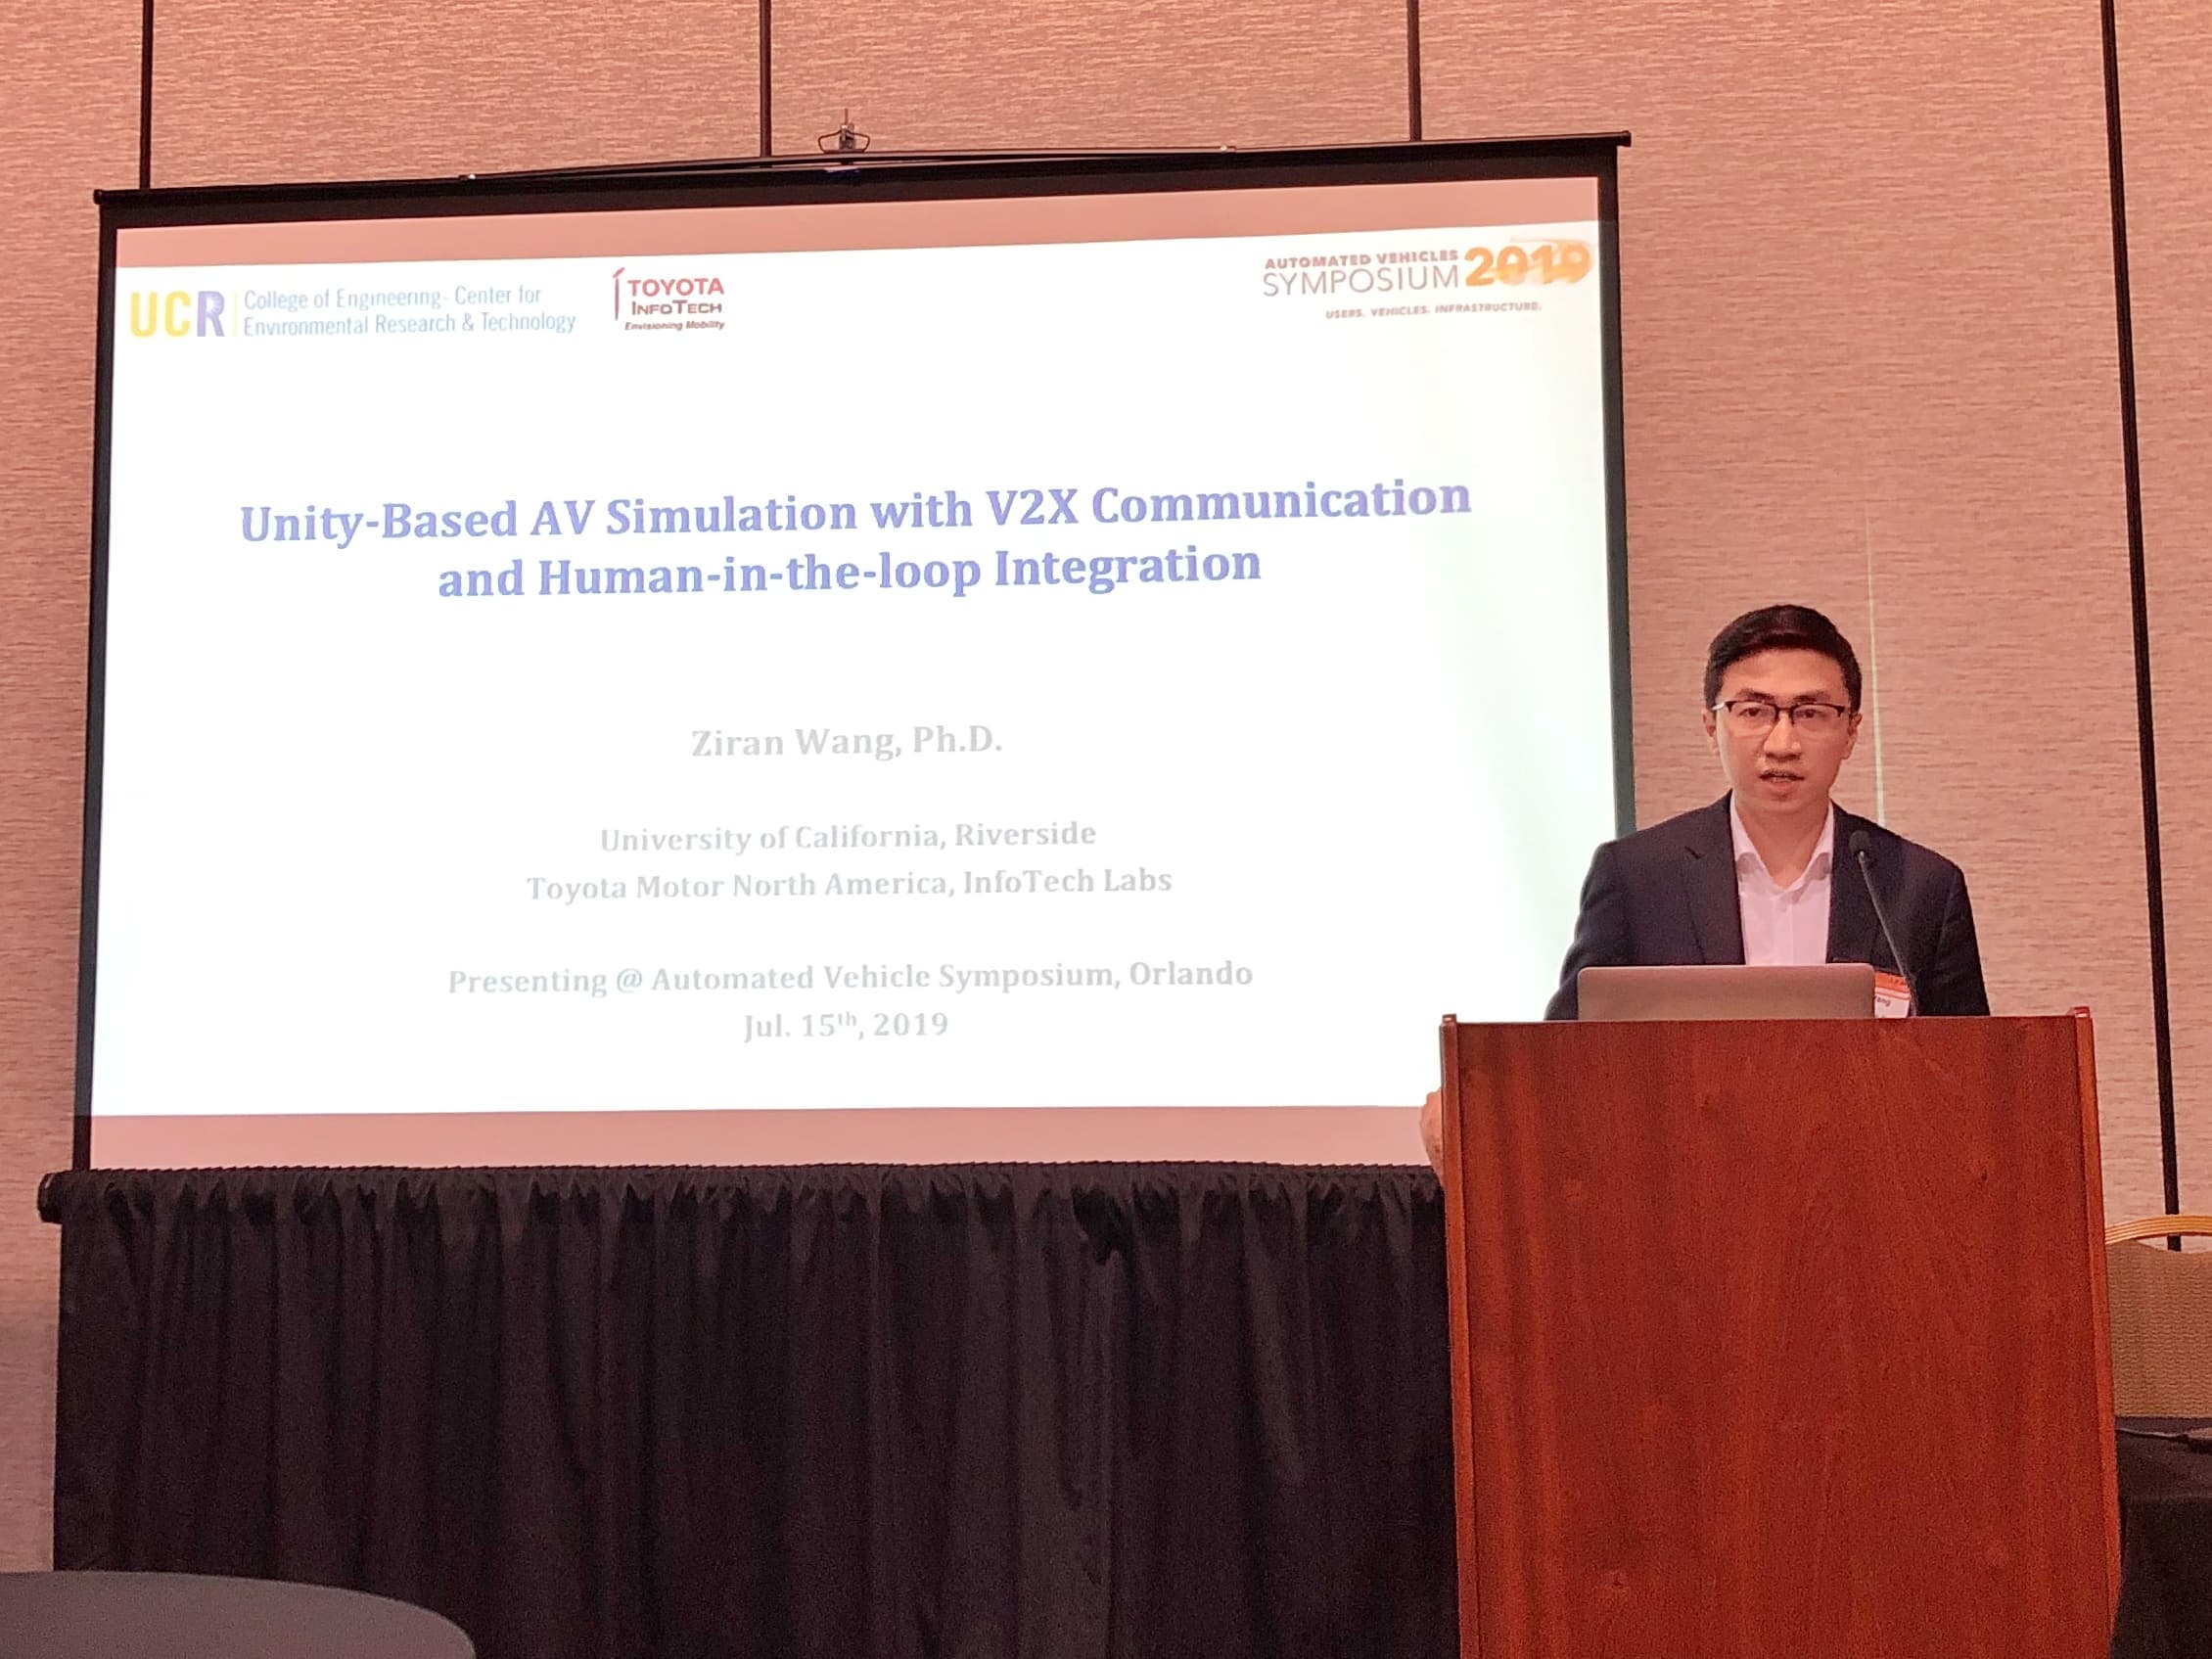 UCR
College of Engineering- Center for
Environmental Research & Technology
TOYOTA
INFOTECH
Envisioning Mobility
AUTOMATED VEHICLES
SYMPOSIUM 2019
USERS. VEHICLES. INFRASTRUCTURE.
Unity-Based AV Simulation with V2X Communication
and Human-in-the-loop Integration
Ziran Wang, Ph.D.
University of California, Riverside
Toyota Motor North America, InfoTech Labs
Presenting @ Automated Vehicle Symposium, Orlando
Jul. 15th, 2019